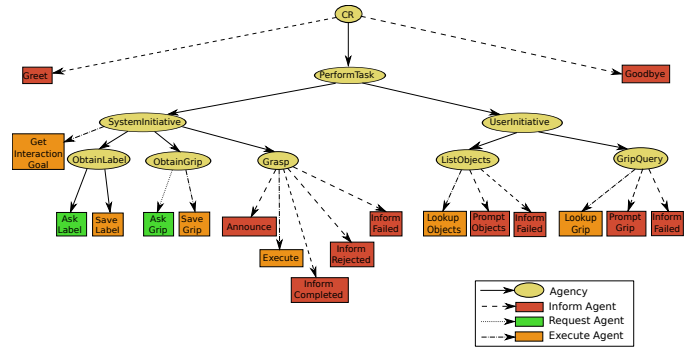 CR
Greet
PerformTask
Goodbye
SystemInitiative
UserInitiative
Get
Interaction
Goal
ObtainLabel
ObtainGrip
Grasp
ListObjects
GripQuery
Ask
Label
Save
Label
Ask
Grip
Save
Grip
Announce
Execute
Inform
Completed
Inform
Rejected
Inform
Failed
Lookup
Objects
Prompt
Objects
Inform
Failed
Lookup
Grip
Prompt
Grip
Inform
Failed
Agency
Inform Agent
Request Agent
Execute Agent